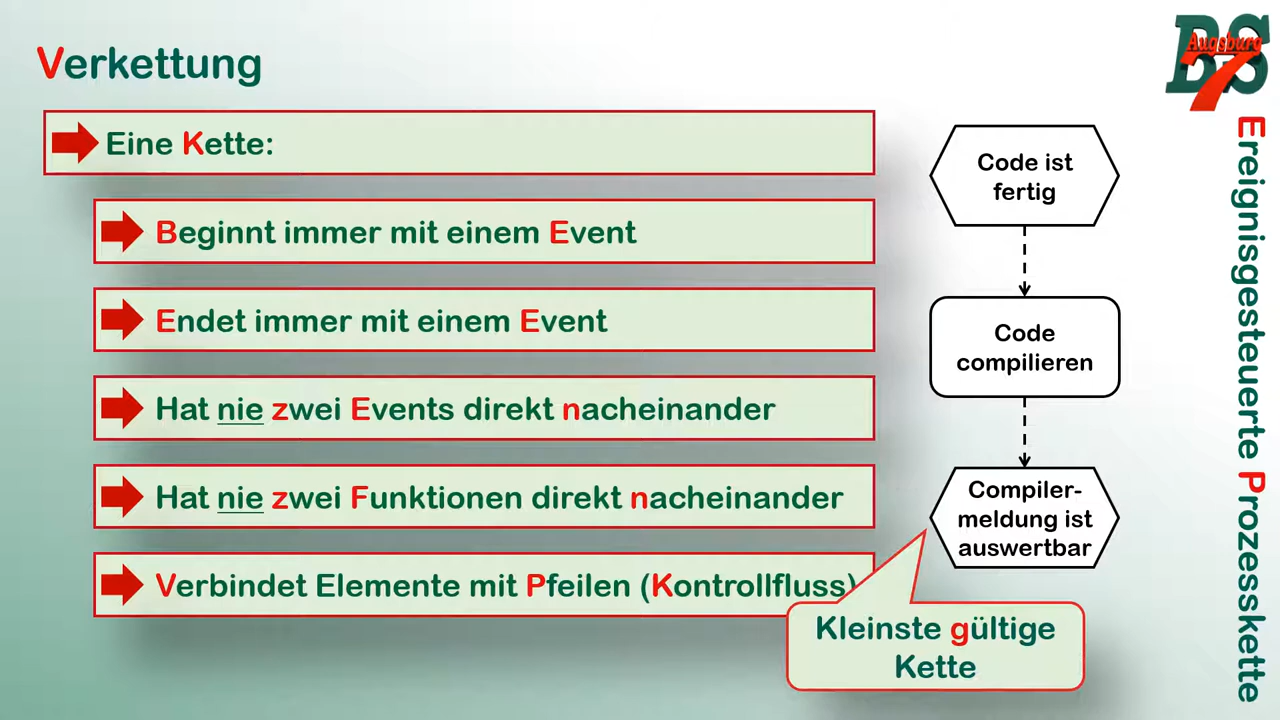 Verkettung
Eine Kette:
Beginnt immer mit einem Event
Endet immer mit einem Event
Hat nie zwei Events direkt nacheinander
Hat nie zwei Funktionen direkt nacheinander
Verbindet Elemente mit Pfeilen (Kontrollfluss)
Code ist
fertig
Code
compilieren
Compiler-
meldung ist
auswertbar
Kleinste gültige
Kette
BS
Augsburg
7
Ereignisgesteuerte Prozesskette